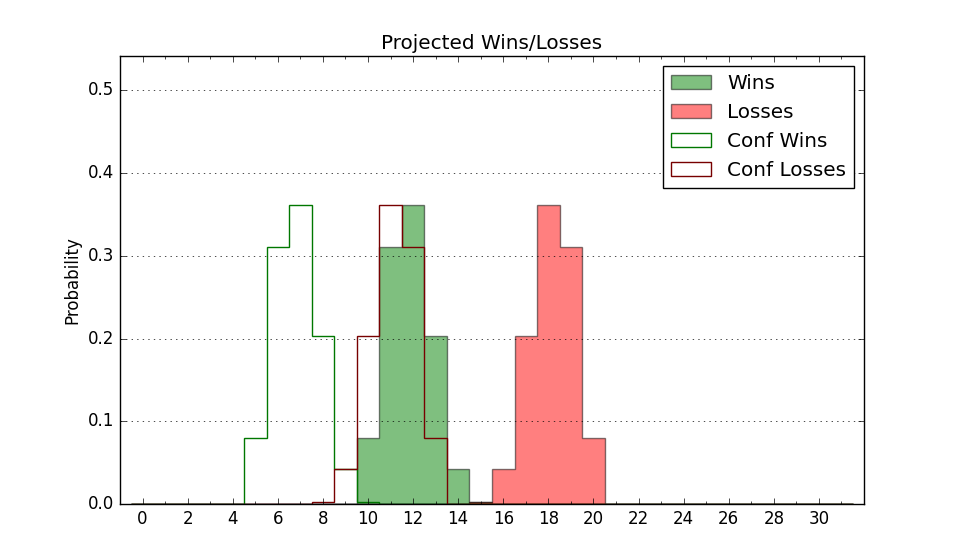 Projected Wins/Losses
Wins
Losses
Conf Wins
Conf Losses
Probability
0.5
0.4
0.3
0.2
0.1
0.0
0 2 4 6 8 10 12 14 16 18 20 22 24 26 28 30